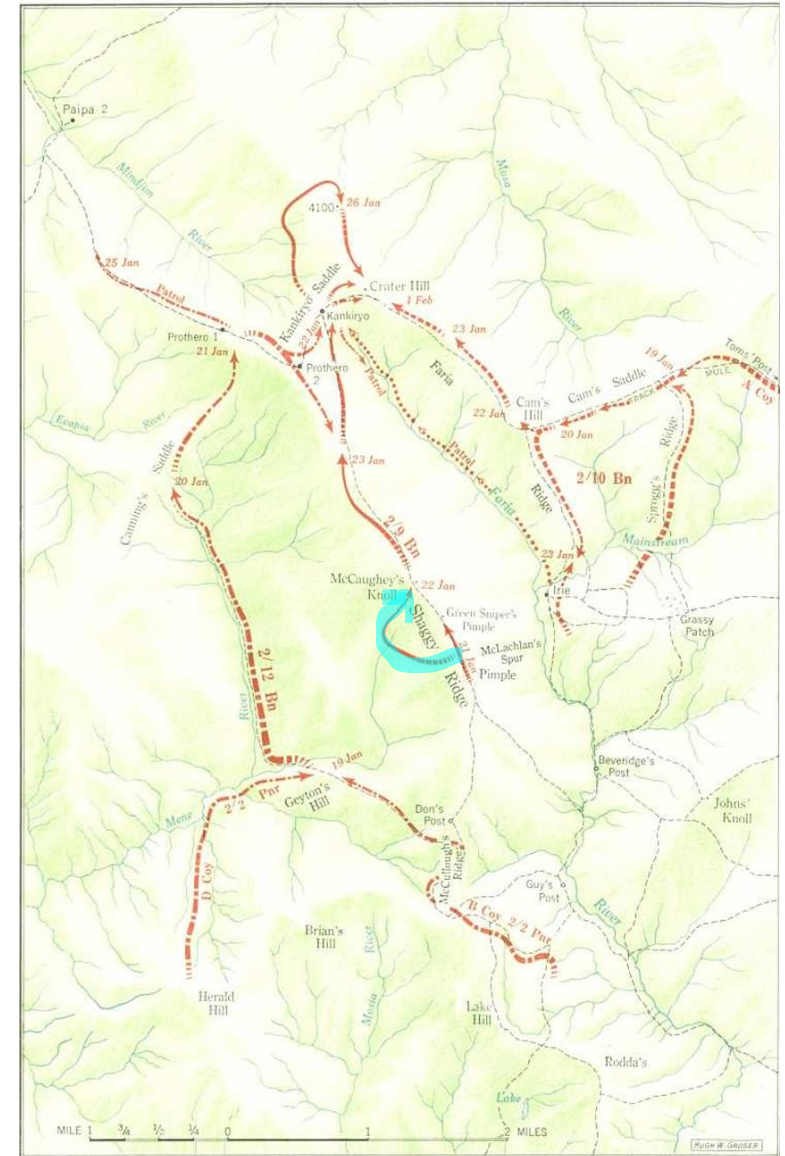 Paipa 2
Mindjim
River
Mosa
River
4100
26 Jan
25 Jan
Patrol
Kankiryo Saddle
Crater Hill
1 Feb
Kankiryo
22 Jan
23 Jan
Prothero 1
21 Jan
Prothero
2
Patrol
Faria
Toms' Post
19 Jan
MULE
A Coy
Cam's Saddle
TRACK
Cam's
Hill
22 Jan
20 Jan
Evapia
River
Canning's
Saddle
20 Jan
Patrol
Faria
Ridge
2/10 Bn
Sprogg's
Ridge
23 Jan
2/9 Bn
Mainstream
23 Jan
McCaughey's
Knoll
22 Jan
Irie
Shaggy
Ridge
Green Sniper's
Pimple
Grassy
Patch
21 Jan
McLachlan's
Spur
Pimple
2/12 Bn
River
19 Jan
Beveridge's
Post
2/2 Pnr
Geyton's
Hill
Mene
Don's
Post
Johns'
Knoll
McCullough's
Ridge
D Coy
Guy's
Post
River
B Coy 2/2 Pnr
Brian's
Hill
River
Mosia
Herald
Hill
Lake
Hill
Rodda's
Lake
MILE 1 ¾ ½ ¼ 0 1 2 MILES
HUGH W. GROSER